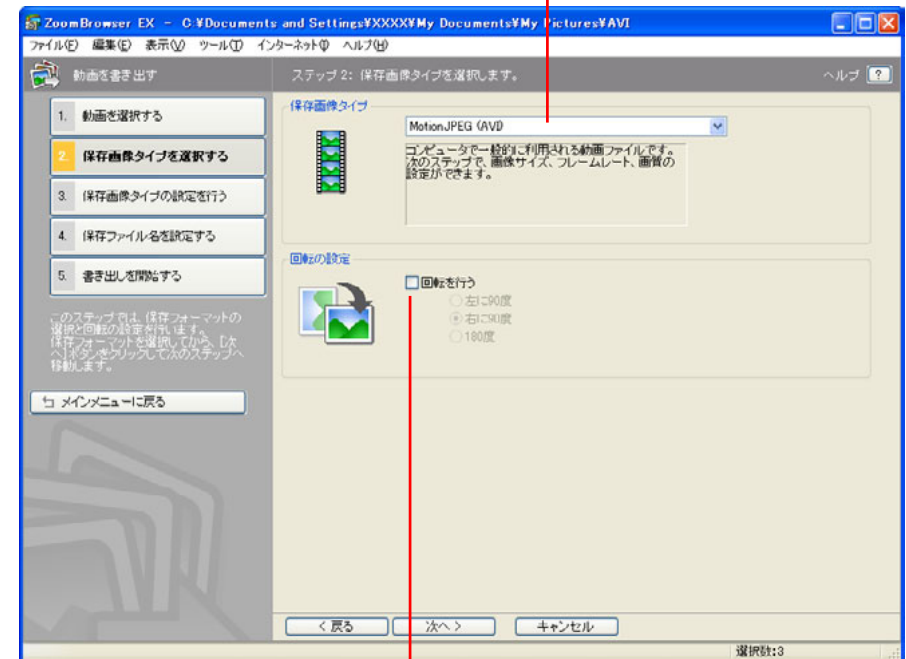 ZoomBrowser EX - C:¥Documents and Settings¥XXXX¥My Documents¥My Pictures¥AVI
ファイル(F) 編集(E) 表示(V) ツール(T) インターネット(I) ヘルプ(H)
動画を書き出す
ステップ 2: 保存画像タイプを選択します。
ヘルプ ?
1. 動画を選択する
2. 保存画像タイプを選択する
3. 保存画像タイプの設定を行う
4. 保存ファイル名を設定する
5. 書き出しを開始する
このステップでは、保存フォーマットの
選択と回転の設定を行います。
保存フォーマットを選択してから、[次
へ]ボタンをクリックして次のステップへ
移動します。
メインメニューに戻る
保存画像タイプ
MotionJPEG (AVI)
コンピュータで一般的に利用される動画ファイルです。
次のステップで、画像サイズ、フレームレート、画質の
設定ができます。
回転の設定
回転を行う
左に90度
右に90度
180度
< 戻る
次へ >
キャンセル
選択数:3